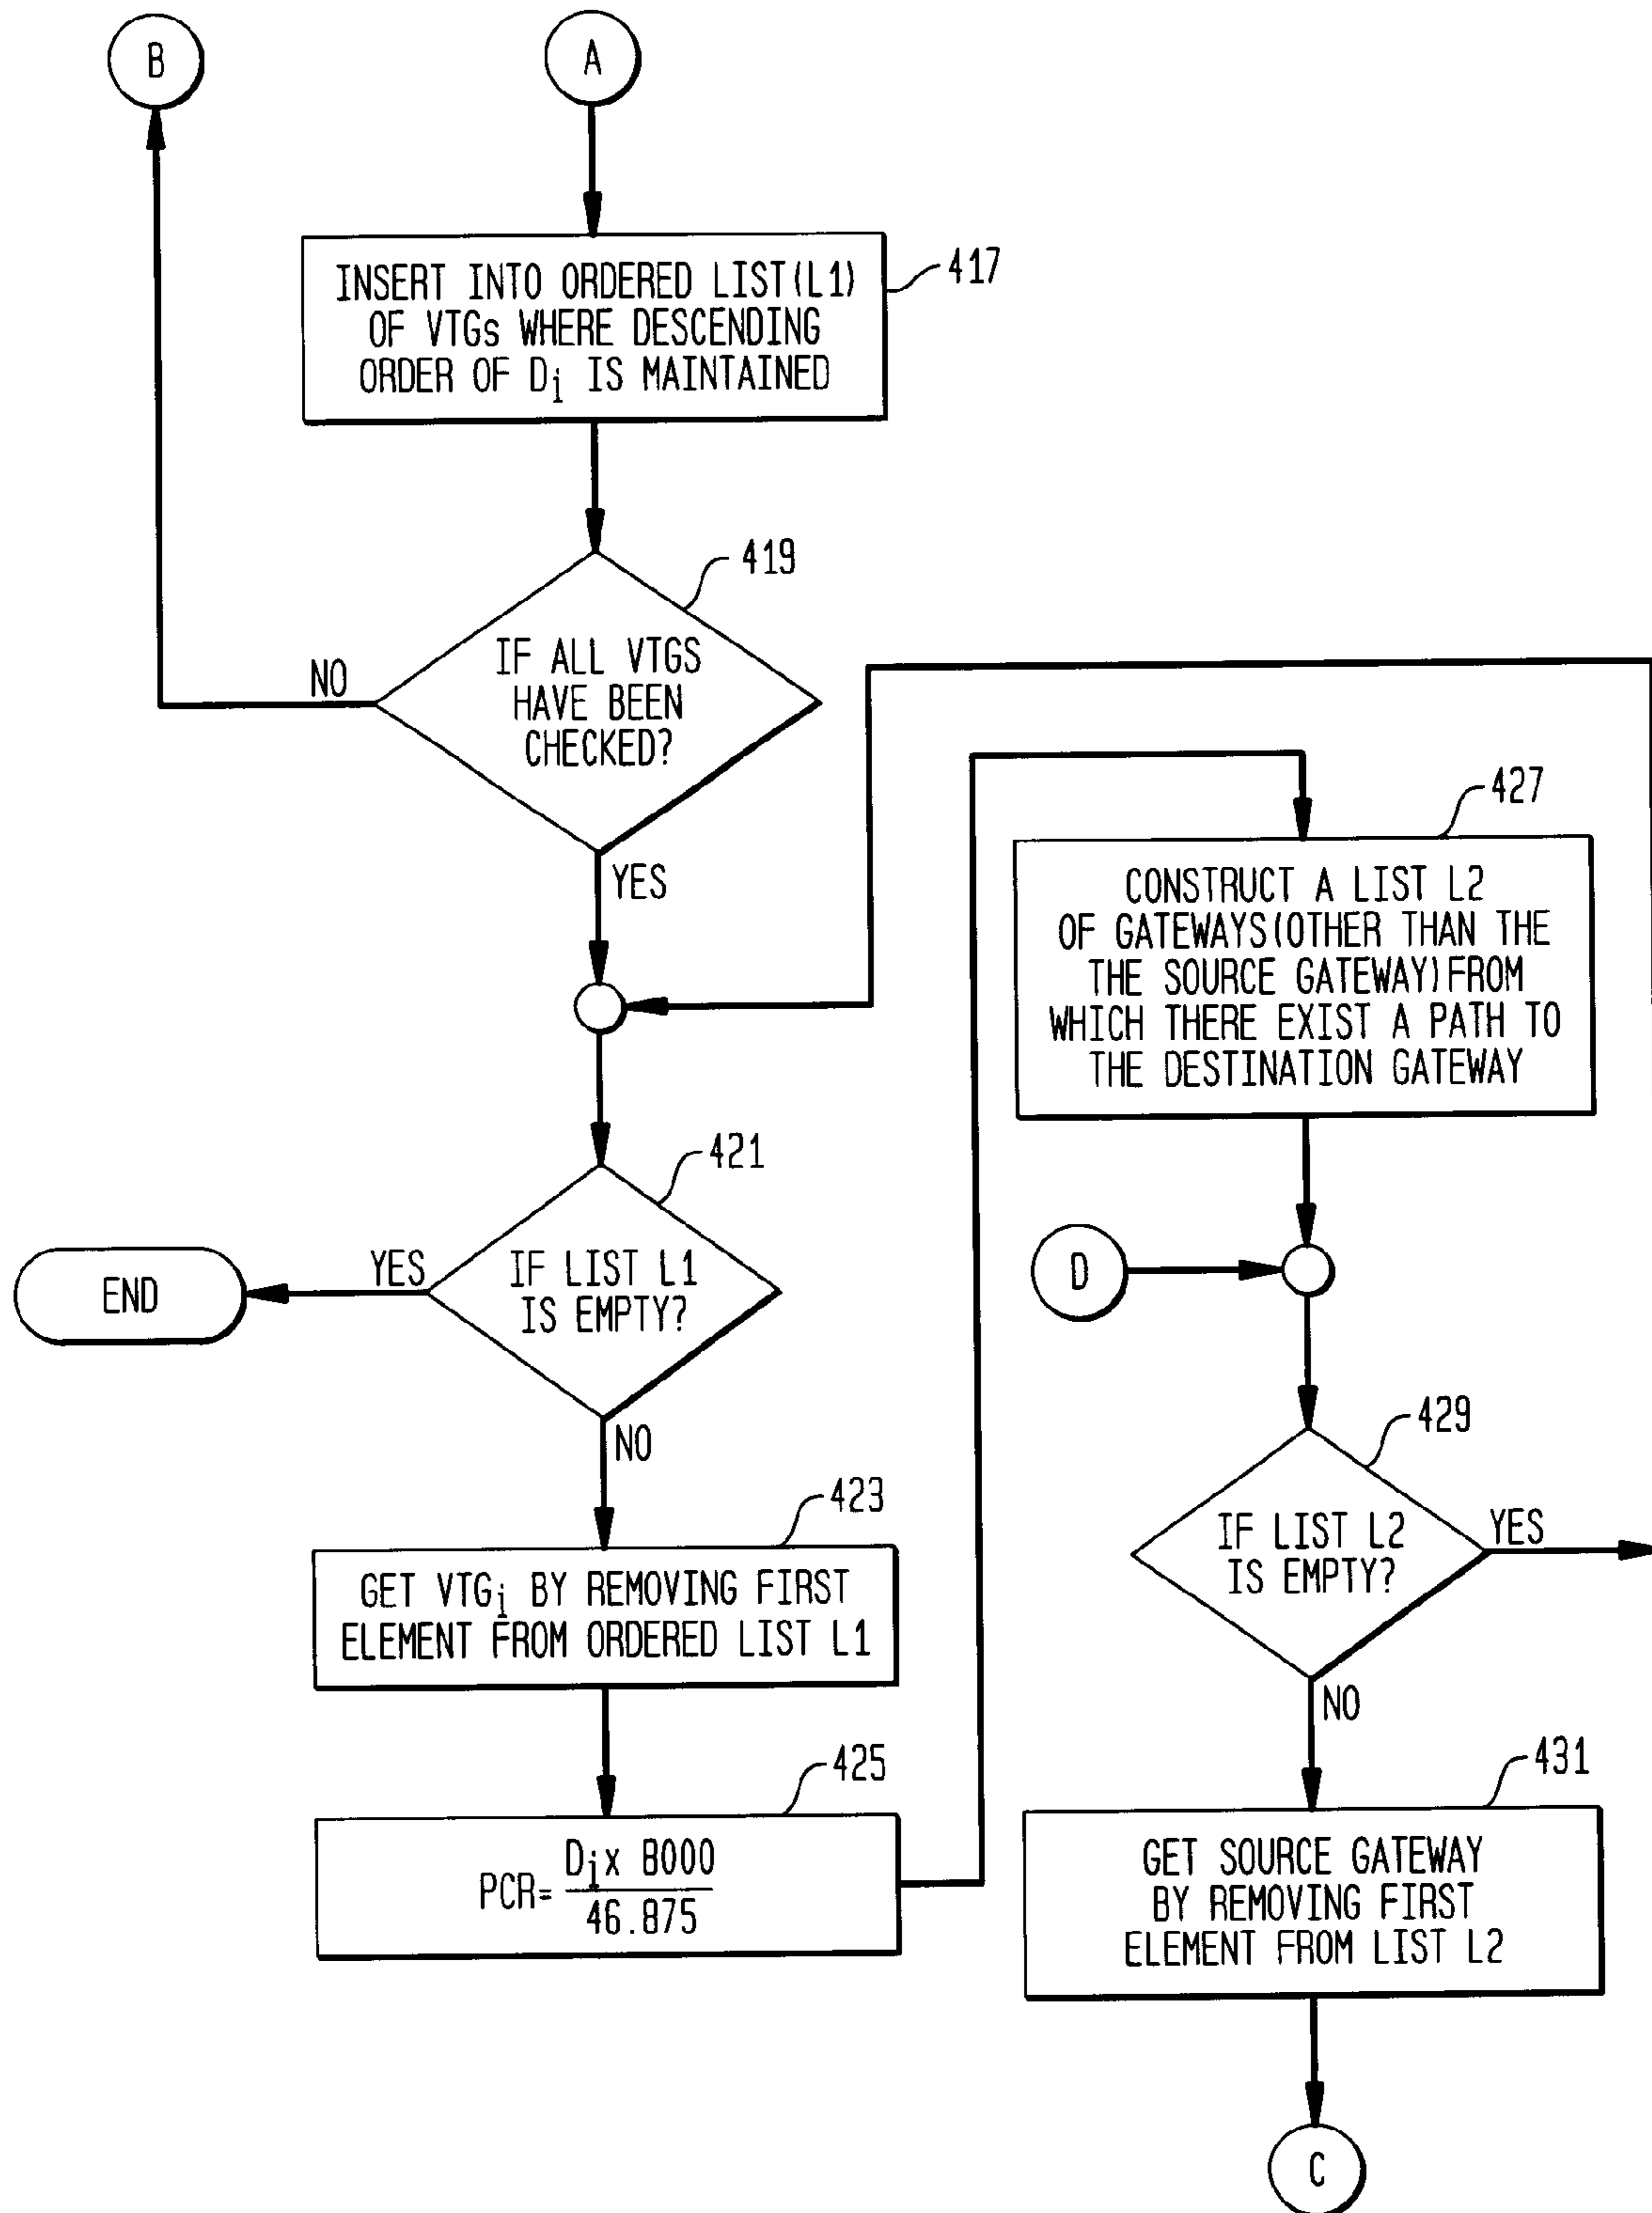 B
A
INSERT INTO ORDERED LIST(L1)
OF VTGs WHERE DESCENDING
ORDER OF Di IS MAINTAINED
417
419
IF ALL VTGS
HAVE BEEN
CHECKED?
NO
YES
421
IF LIST L1
IS EMPTY?
YES
END
NO
423
GET VTGi BY REMOVING FIRST
ELEMENT FROM ORDERED LIST L1
425
PCR= Di x 8000
46.875
427
CONSTRUCT A LIST L2
OF GATEWAYS(OTHER THAN THE
THE SOURCE GATEWAY)FROM
WHICH THERE EXIST A PATH TO
THE DESTINATION GATEWAY
D
429
IF LIST L2
IS EMPTY?
YES
NO
431
GET SOURCE GATEWAY
BY REMOVING FIRST
ELEMENT FROM LIST L2
C